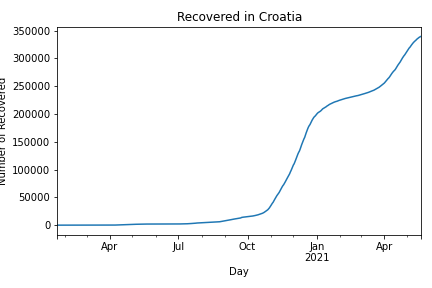 Recovered in Croatia
350000
300000
250000
200000
150000
100000
50000
0
Number of Recovered
Apr
Jul
Oct
Jan
2021
Apr
Day